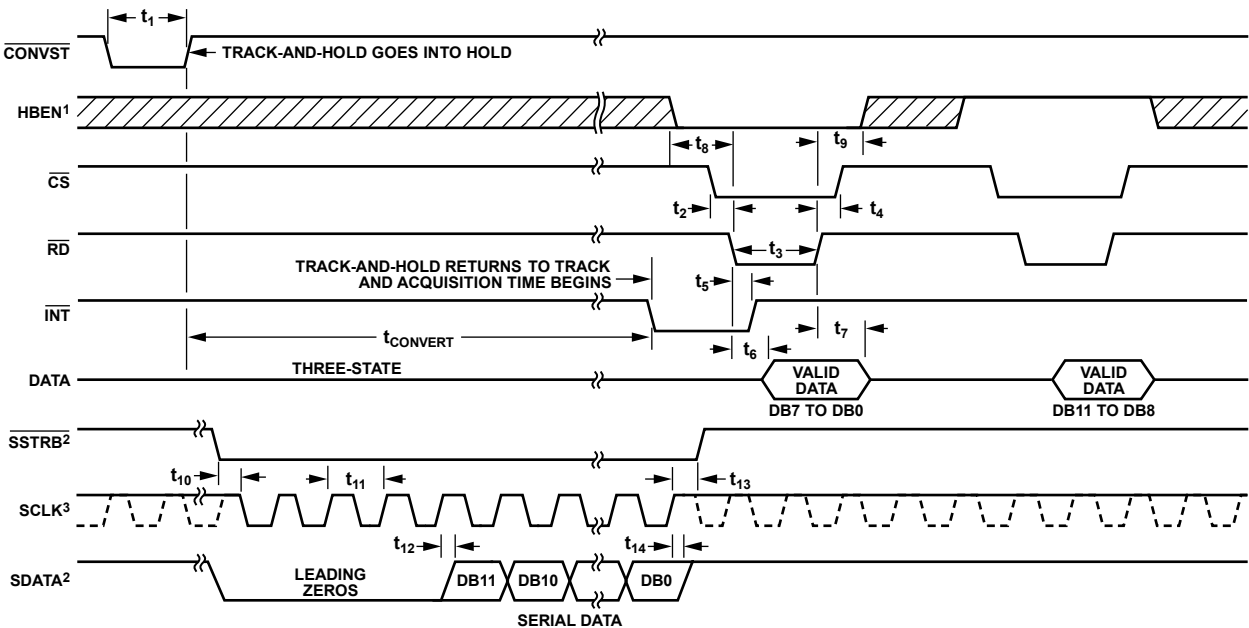 t1
CONVST
TRACK-AND-HOLD GOES INTO HOLD
HBEN1
t8
t9
CS
t2
t4
RD
t3
TRACK-AND-HOLD RETURNS TO TRACK
AND ACQUISITION TIME BEGINS
t5
INT
tCONVERT
t7
t6
DATA
THREE-STATE
VALID
DATA
VALID
DATA
DB7 TO DB0
DB11 TO DB8
SSTRB2
t10
t11
t13
SCLK3
t12
t14
SDATA2
LEADING
ZEROS
DB11
DB10
DB0
SERIAL DATA